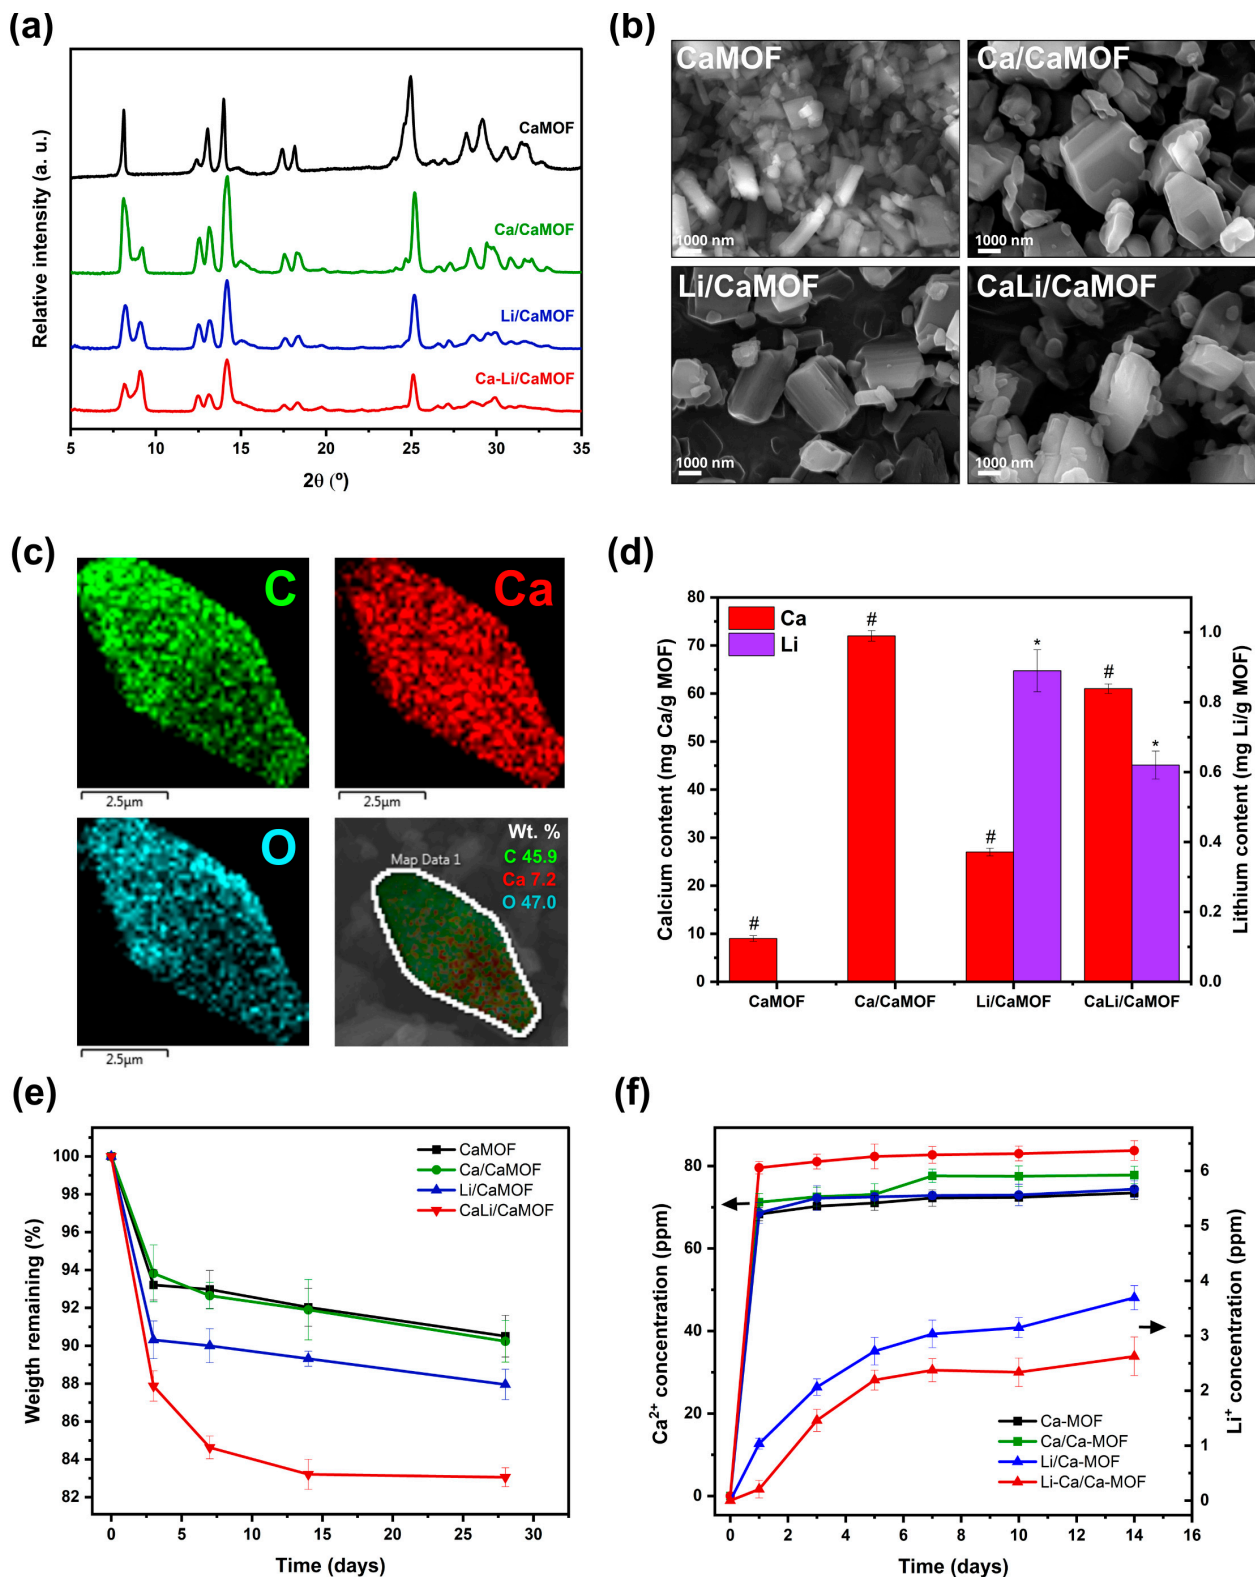 (a)
Relative intensity (a. u.)
CaMOF
Ca/CaMOF
Li/CaMOF
Ca-Li/CaMOF
5 10 15 20 25 30 35
2θ (º)
(b)
CaMOF
1000 nm
Ca/CaMOF
1000 nm
Li/CaMOF
1000 nm
CaLi/CaMOF
1000 nm
(c)
C
2.5µm
Ca
O
2.5µm
Wt. %
Map Data 1
C 45.9
Ca 7.2
O 47.0
(d)
Calcium content (mg Ca/g MOF)
80
70
60
50
40
30
20
10
0
Ca
Li
#
#
#
*
#
*
CaMOF Ca/CaMOF Li/CaMOF CaLi/CaMOF
1.0
0.8
0.6
0.4
0.2
0.0
Lithium content (mg Li/g MOF)
(e)
Weigth remaining (%)
100
98
96
94
92
90
88
86
84
82
CaMOF
Ca/CaMOF
Li/CaMOF
CaLi/CaMOF
0 5 10 15 20 25 30
Time (days)
(f)
Ca2+ concentration (ppm)
80
60
40
20
0
Ca-MOF
Ca/Ca-MOF
Li/Ca-MOF
Li-Ca/Ca-MOF
6
5
4
3
2
1
0
Li+ concentration (ppm)
0 2 4 6 8 10 12 14 16
Time (days)